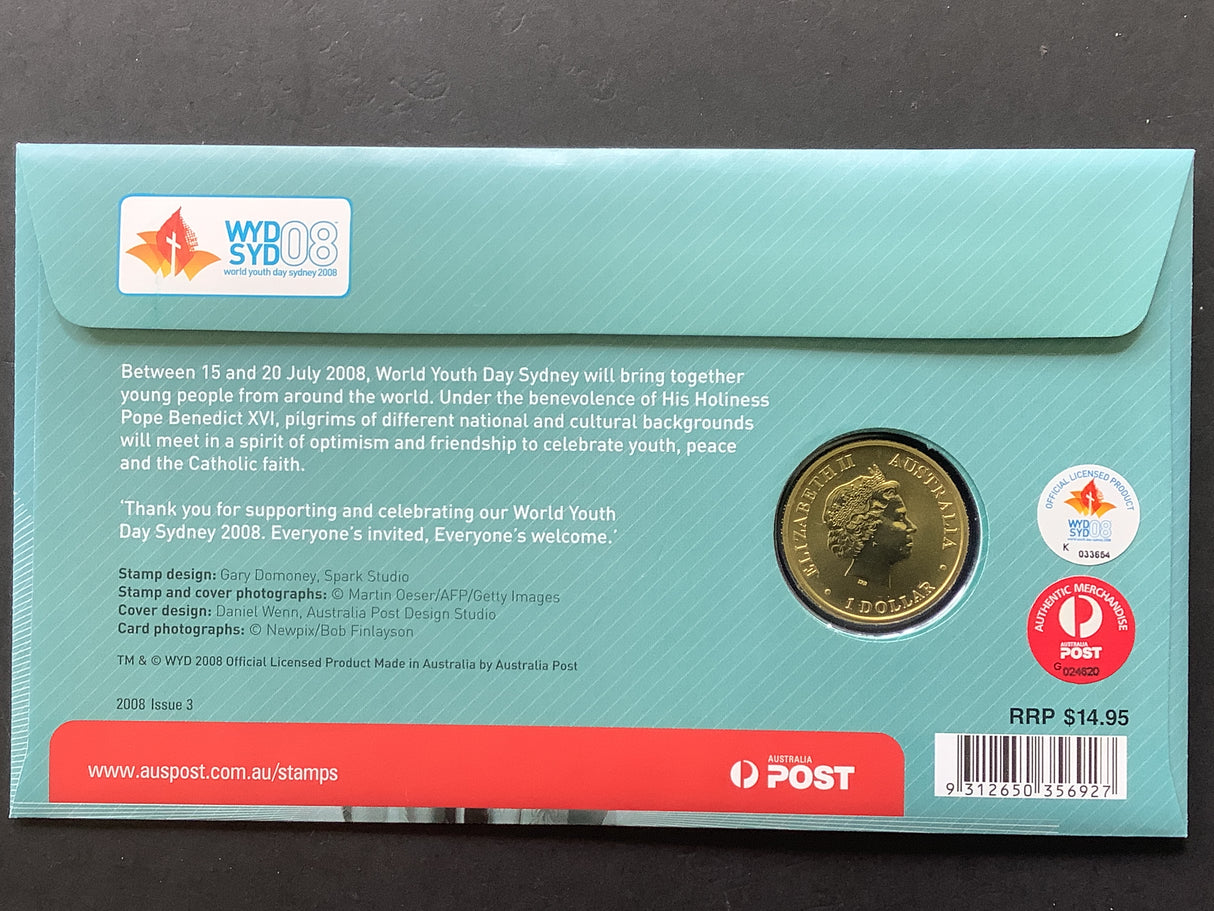 WYD
SYD08
world youth day sydney 2008
Between 15 and 20 July 2008, World Youth Day Sydney will bring together
young people from around the world. Under the benevolence of His Holiness
Pope Benedict XVI, pilgrims of different national and cultural backgrounds
will meet in a spirit of optimism and friendship to celebrate youth, peace
and the Catholic faith.
‘Thank you for supporting and celebrating our World Youth
Day Sydney 2008. Everyone’s invited, Everyone’s welcome.’
Stamp design: Gary Domoney, Spark Studio
Stamp and cover photographs: © Martin Oeser/AFP/Getty Images
Cover design: Daniel Wenn, Australia Post Design Studio
Card photographs: © Newpix/Bob Finlayson
TM & © WYD 2008 Official Licensed Product Made in Australia by Australia Post
2008 Issue 3
ELIZABETH II AUSTRALIA
1 DOLLAR
OFFICIAL LICENSED PRODUCT
WYD
SYD08
world youth day sydney 2008
K 033654
AUTHENTIC MERCHANDISE
AUSTRALIA
POST
G 024620
RRP $14.95
www.auspost.com.au/stamps
AUSTRALIA
POST
9 312650 356927